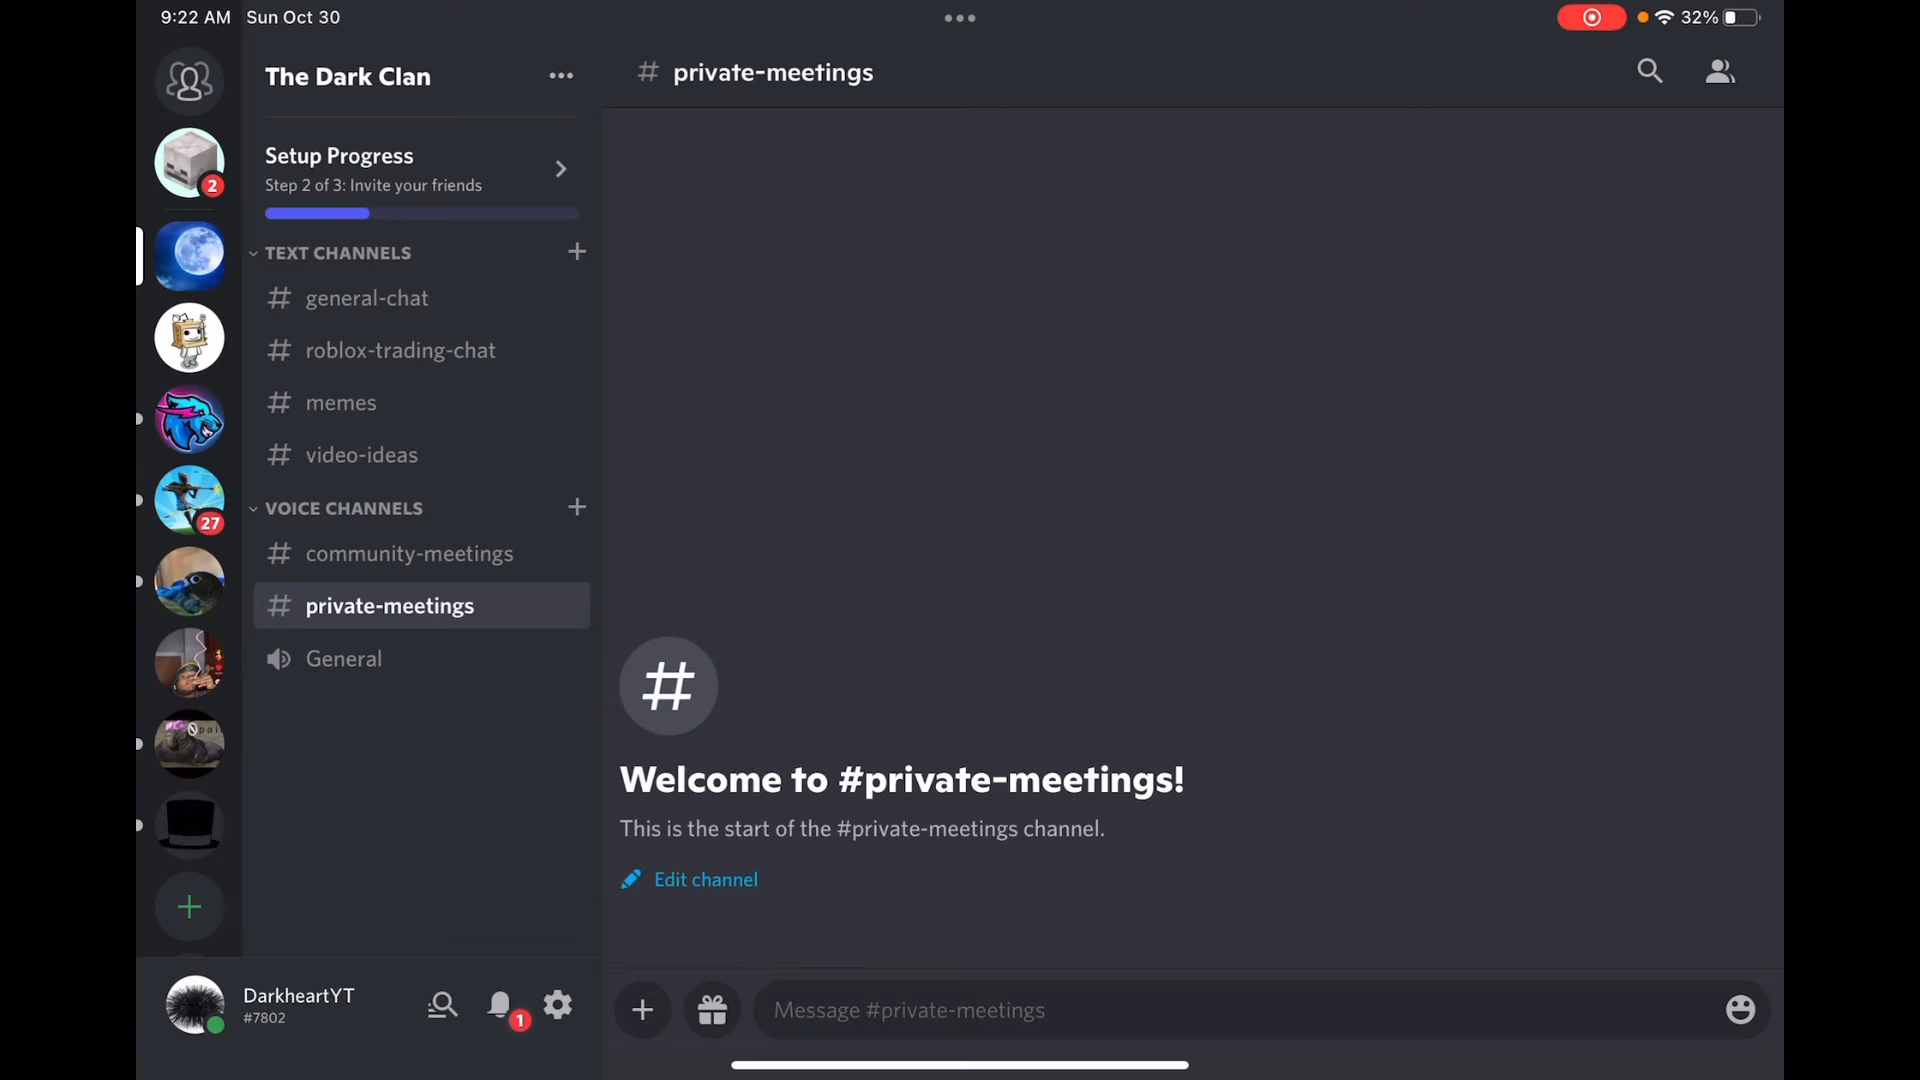 9:22 AM Sun Oct 30
32%
The Dark Clan
private-meetings
Setup Progress
Step 2 of 3: Invite your friends
2
TEXT CHANNELS
general-chat
roblox-trading-chat
memes
video-ideas
VOICE CHANNELS
27
community-meetings
private-meetings
General
Welcome to #private-meetings!
This is the start of the #private-meetings channel.
Edit channel
DarkheartYT
#7802
1
Message #private-meetings